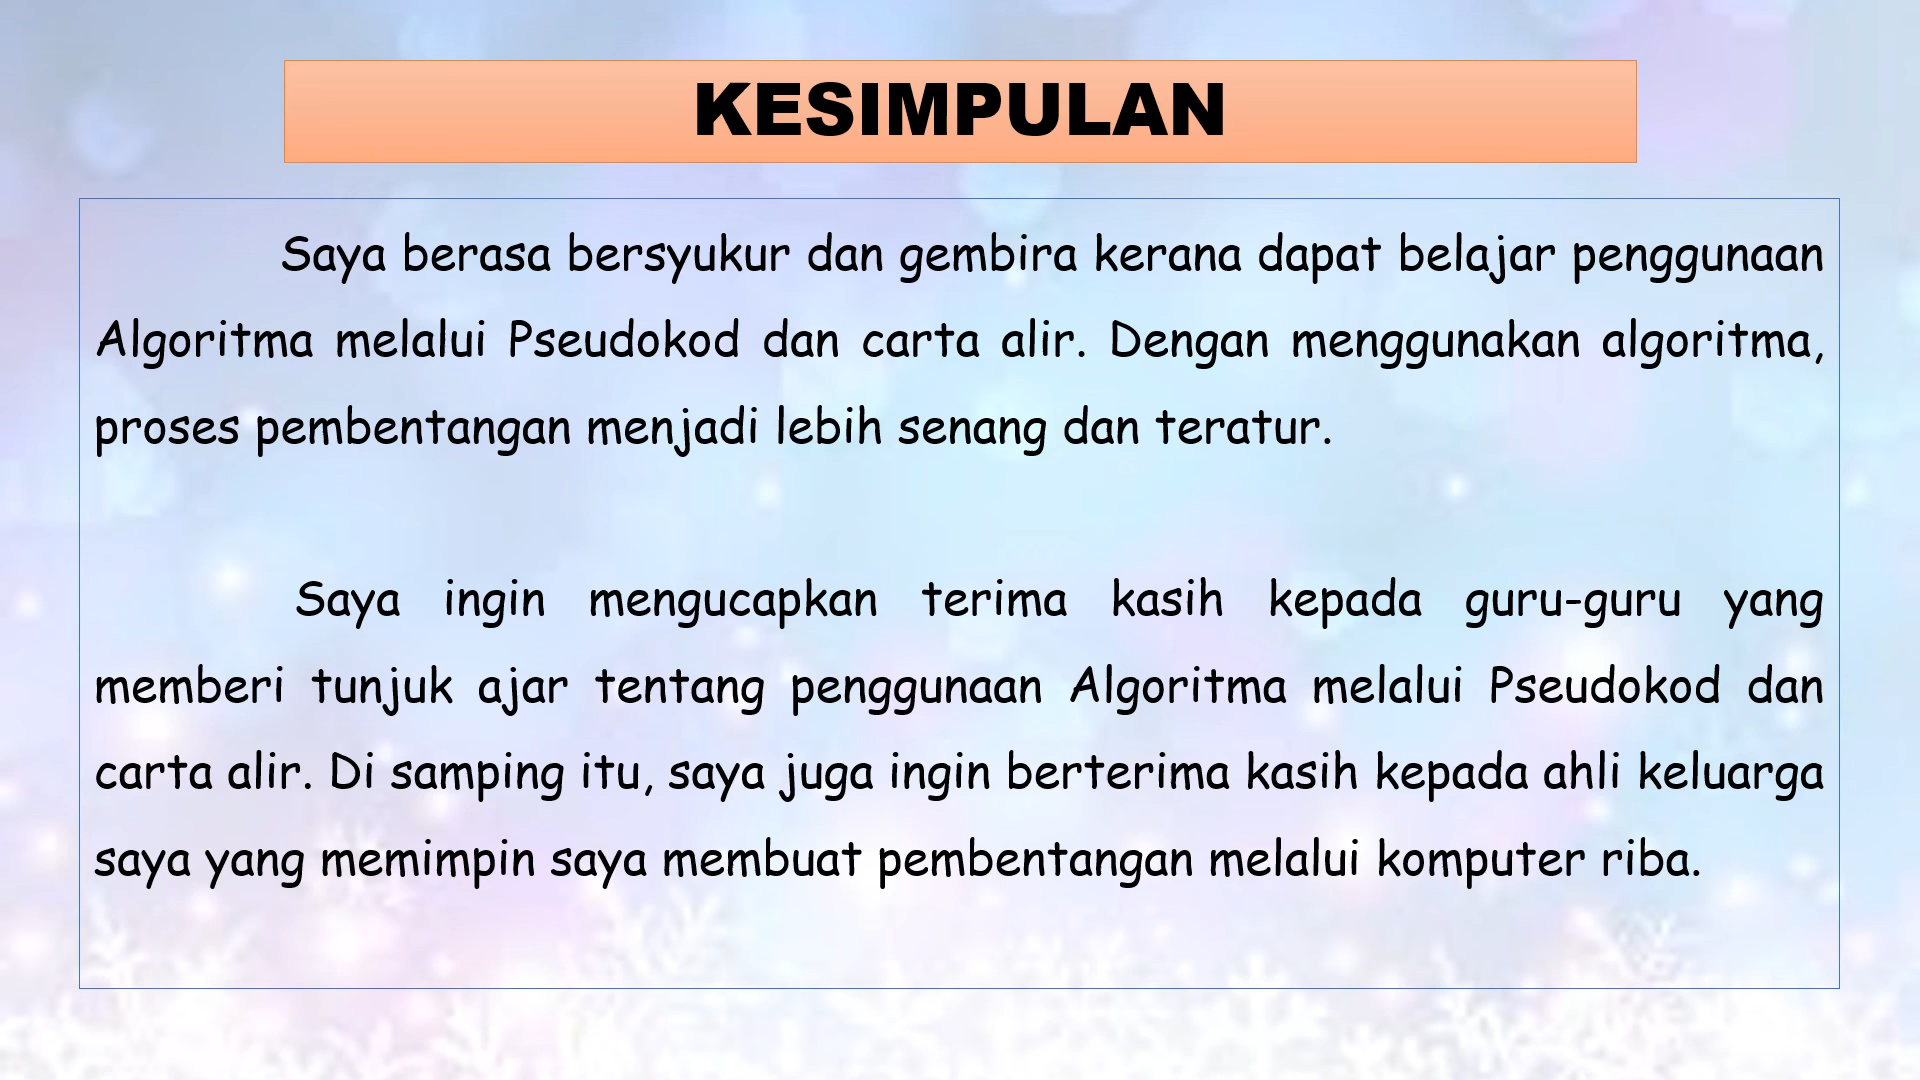 KESIMPULAN
Saya berasa bersyukur dan gembira kerana dapat belajar penggunaan
Algoritma melalui Pseudokod dan carta alir. Dengan menggunakan algoritma,
proses pembentangan menjadi lebih senang dan teratur.
Saya ingin mengucapkan terima kasih kepada guru-guru yang
memberi tunjuk ajar tentang penggunaan Algoritma melalui Pseudokod dan
carta alir. Di samping itu, saya juga ingin berterima kasih kepada ahli keluarga
saya yang memimpin saya membuat pembentangan melalui komputer riba.